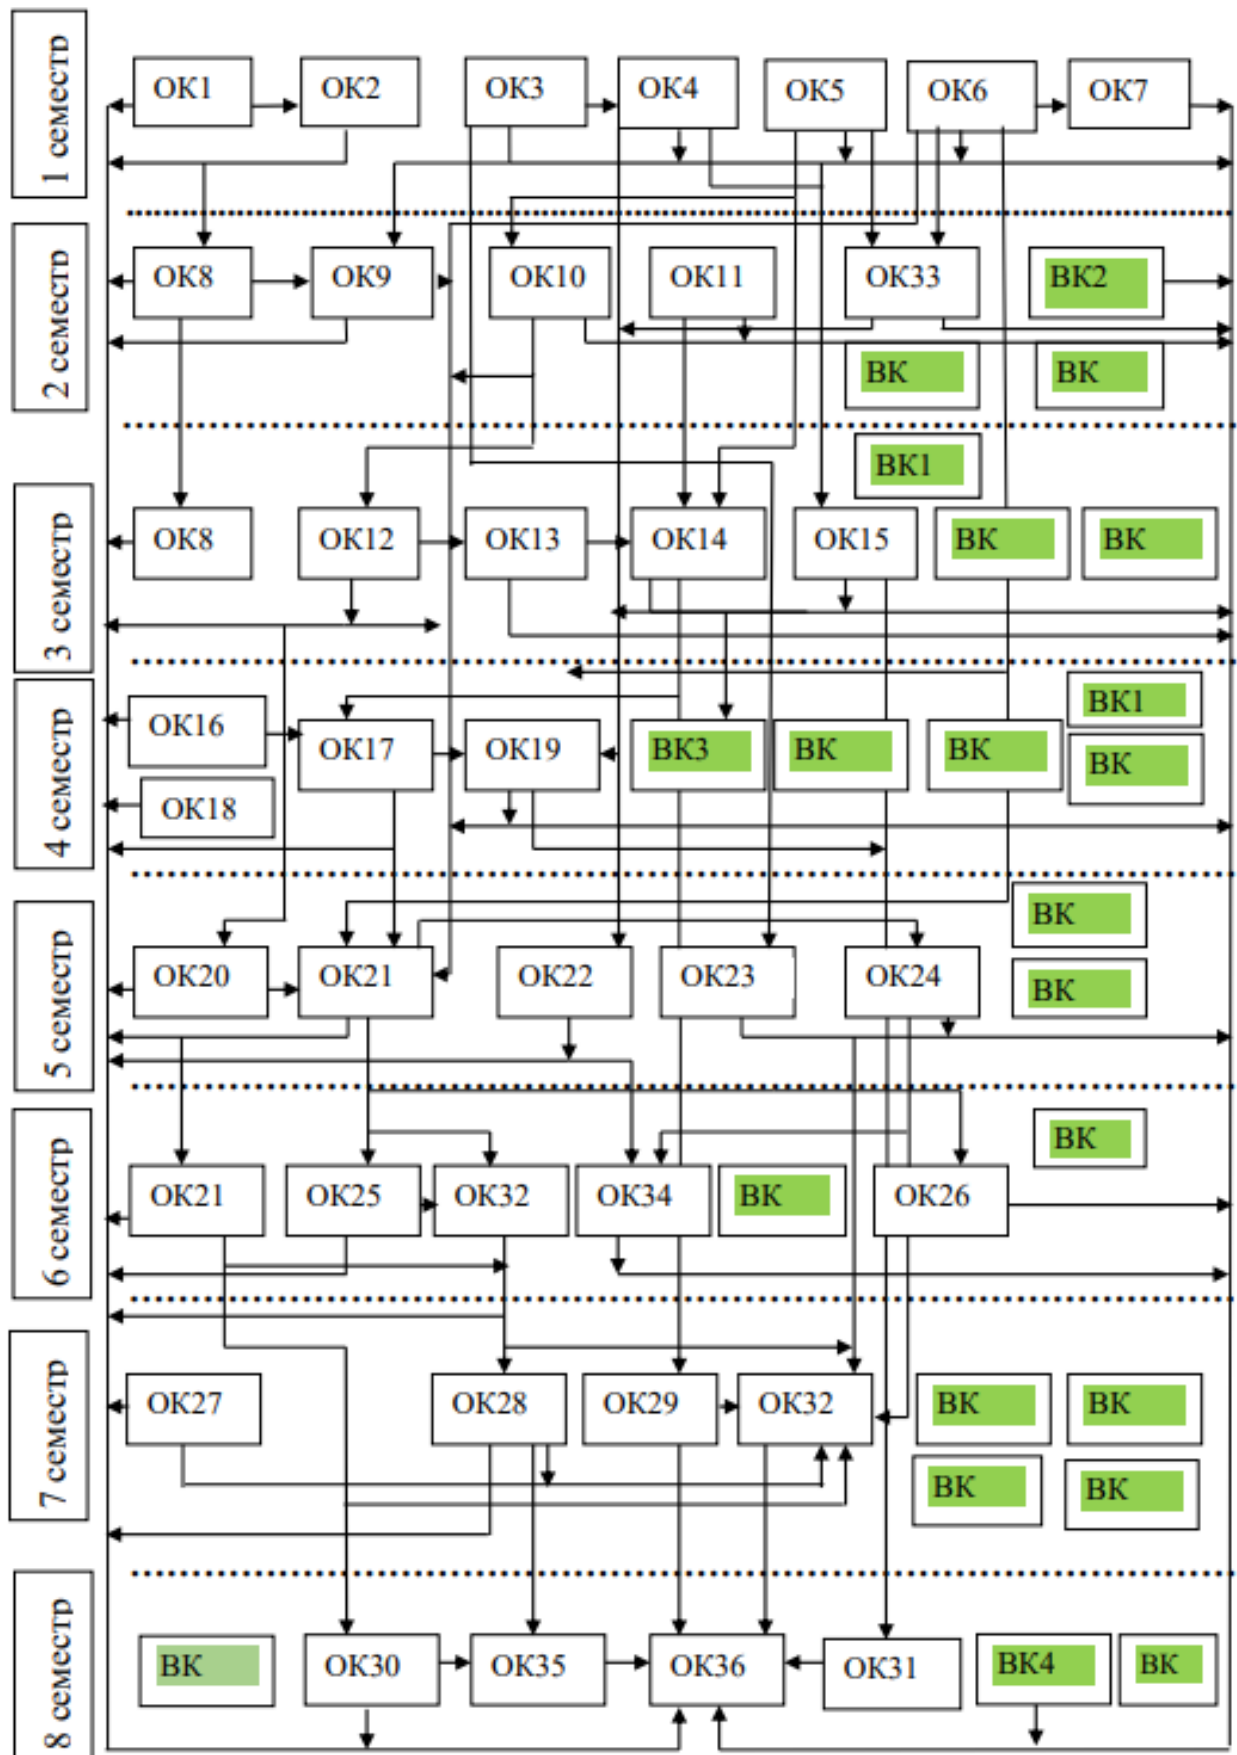 1 семестр
ОК1
ОК2
ОК3
ОК4
ОК5
ОК6
ОК7
2 семестр
ОК8
ОК9
ОК10
ОК11
ОК33
ВК2
ВК
ВК
ВК1
3 семестр
ОК8
ОК12
ОК13
ОК14
ОК15
ВК
ВК
4 семестр
ВК1
ОК16
ОК17
ОК19
ВК3
ВК
ВК
ВК
ОК18
5 семестр
ВК
ОК20
ОК21
ОК22
ОК23
ОК24
ВК
6 семестр
ВК
ОК21
ОК25
ОК32
ОК34
ВК
ОК26
7 семестр
ОК27
ОК28
ОК29
ОК32
ВК
ВК
ВК
ВК
8 семестр
ВК
ОК30
ОК35
ОК36
ОК31
ВК4
ВК